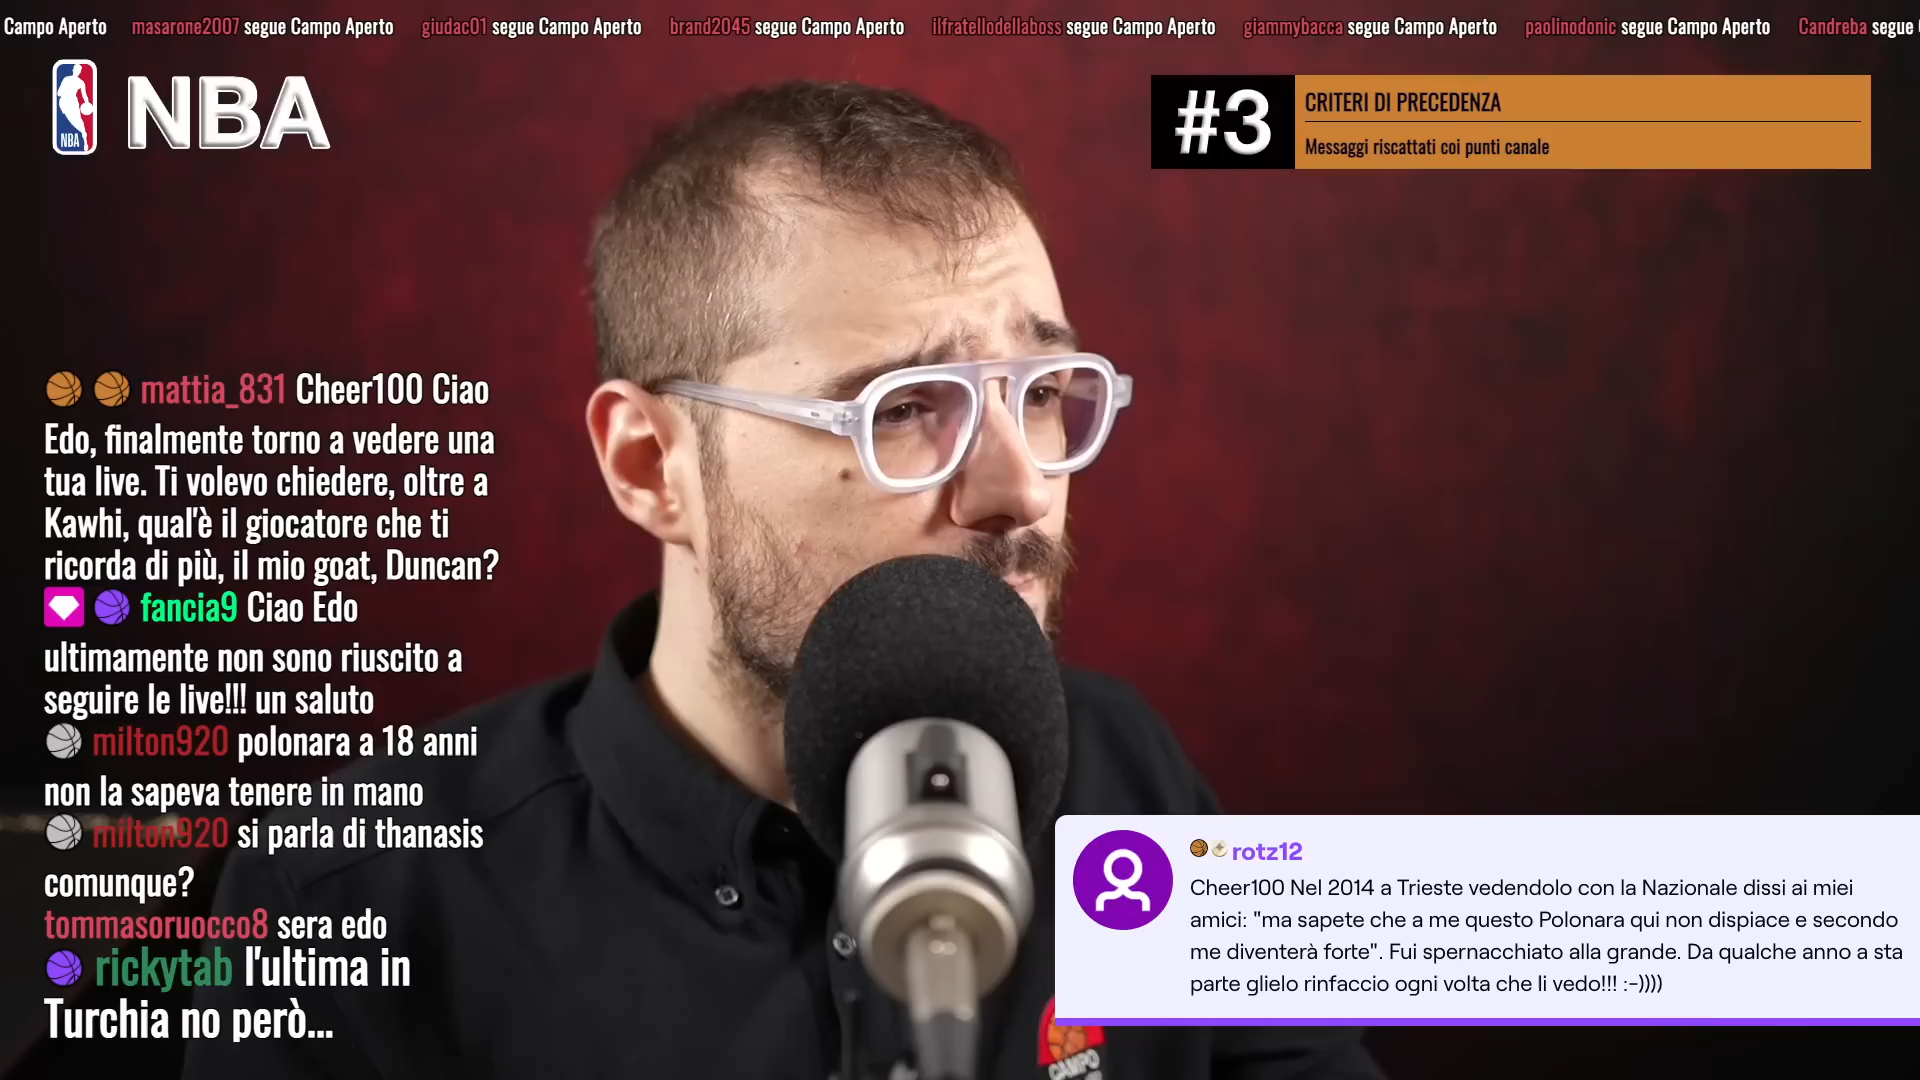 Campo Aperto masarone2007 segue Campo Aperto giudac01 segue Campo Aperto brand2045 segue Campo Aperto ilfratellodellaboss segue Campo Aperto giammybacca segue Campo Aperto paolinodonic segue Campo Aperto Candreba segue
NBA NBA
#3
CRITERI DI PRECEDENZA
Messaggi riscattati coi punti canale
mattia_831 Cheer100 Ciao
Edo, finalmente torno a vedere una
tua live. Ti volevo chiedere, oltre a
Kawhi, qual'è il giocatore che ti
ricorda di più, il mio goat, Duncan?
fancia9 Ciao Edo
ultimamente non sono riuscito a
seguire le live!!! un saluto
milton920 polonara a 18 anni
non la sapeva tenere in mano
milton920 si parla di thanasis
comunque?
tommasoruocco8 sera edo
rickytab l'ultima in
Turchia no però...
rotz12
Cheer100 Nel 2014 a Trieste vedendolo con la Nazionale dissi ai miei
amici: "ma sapete che a me questo Polonara qui non dispiace e secondo
me diventerà forte". Fui spernacchiato alla grande. Da qualche anno a sta
parte glielo rinfaccio ogni volta che li vedo!!! :-))))
CAMPO